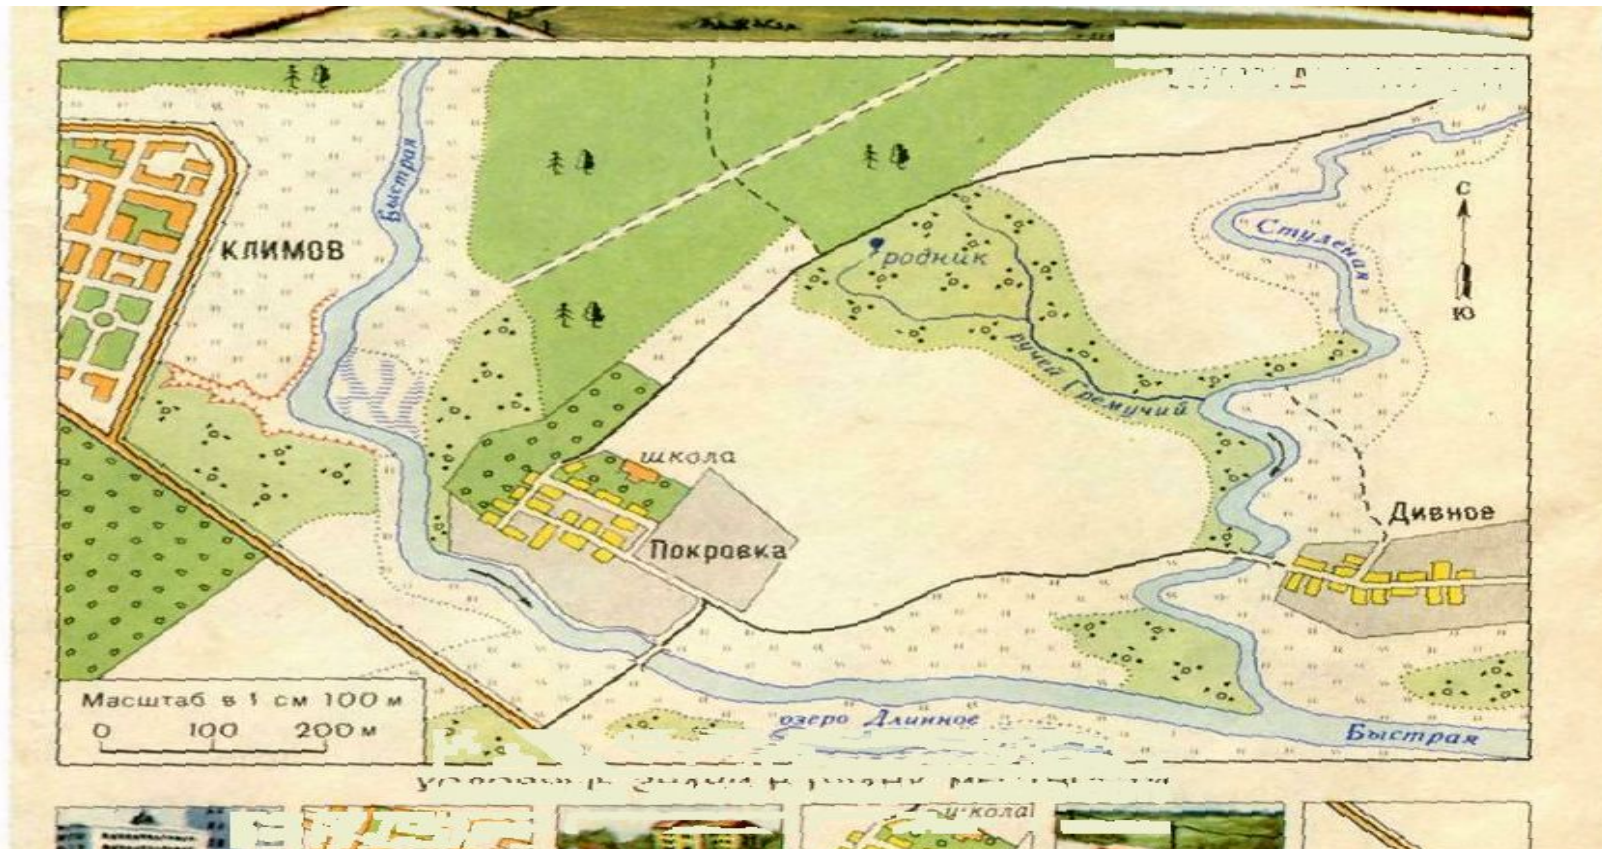 Быстрая
КЛИМОВ
С
Студеная
родник
Ю
ручей Гремучий
школа
Дивное
Покровка
Масштаб в 1 см 100 м
0 100 200 м
озеро Длинное
Быстрая
школа